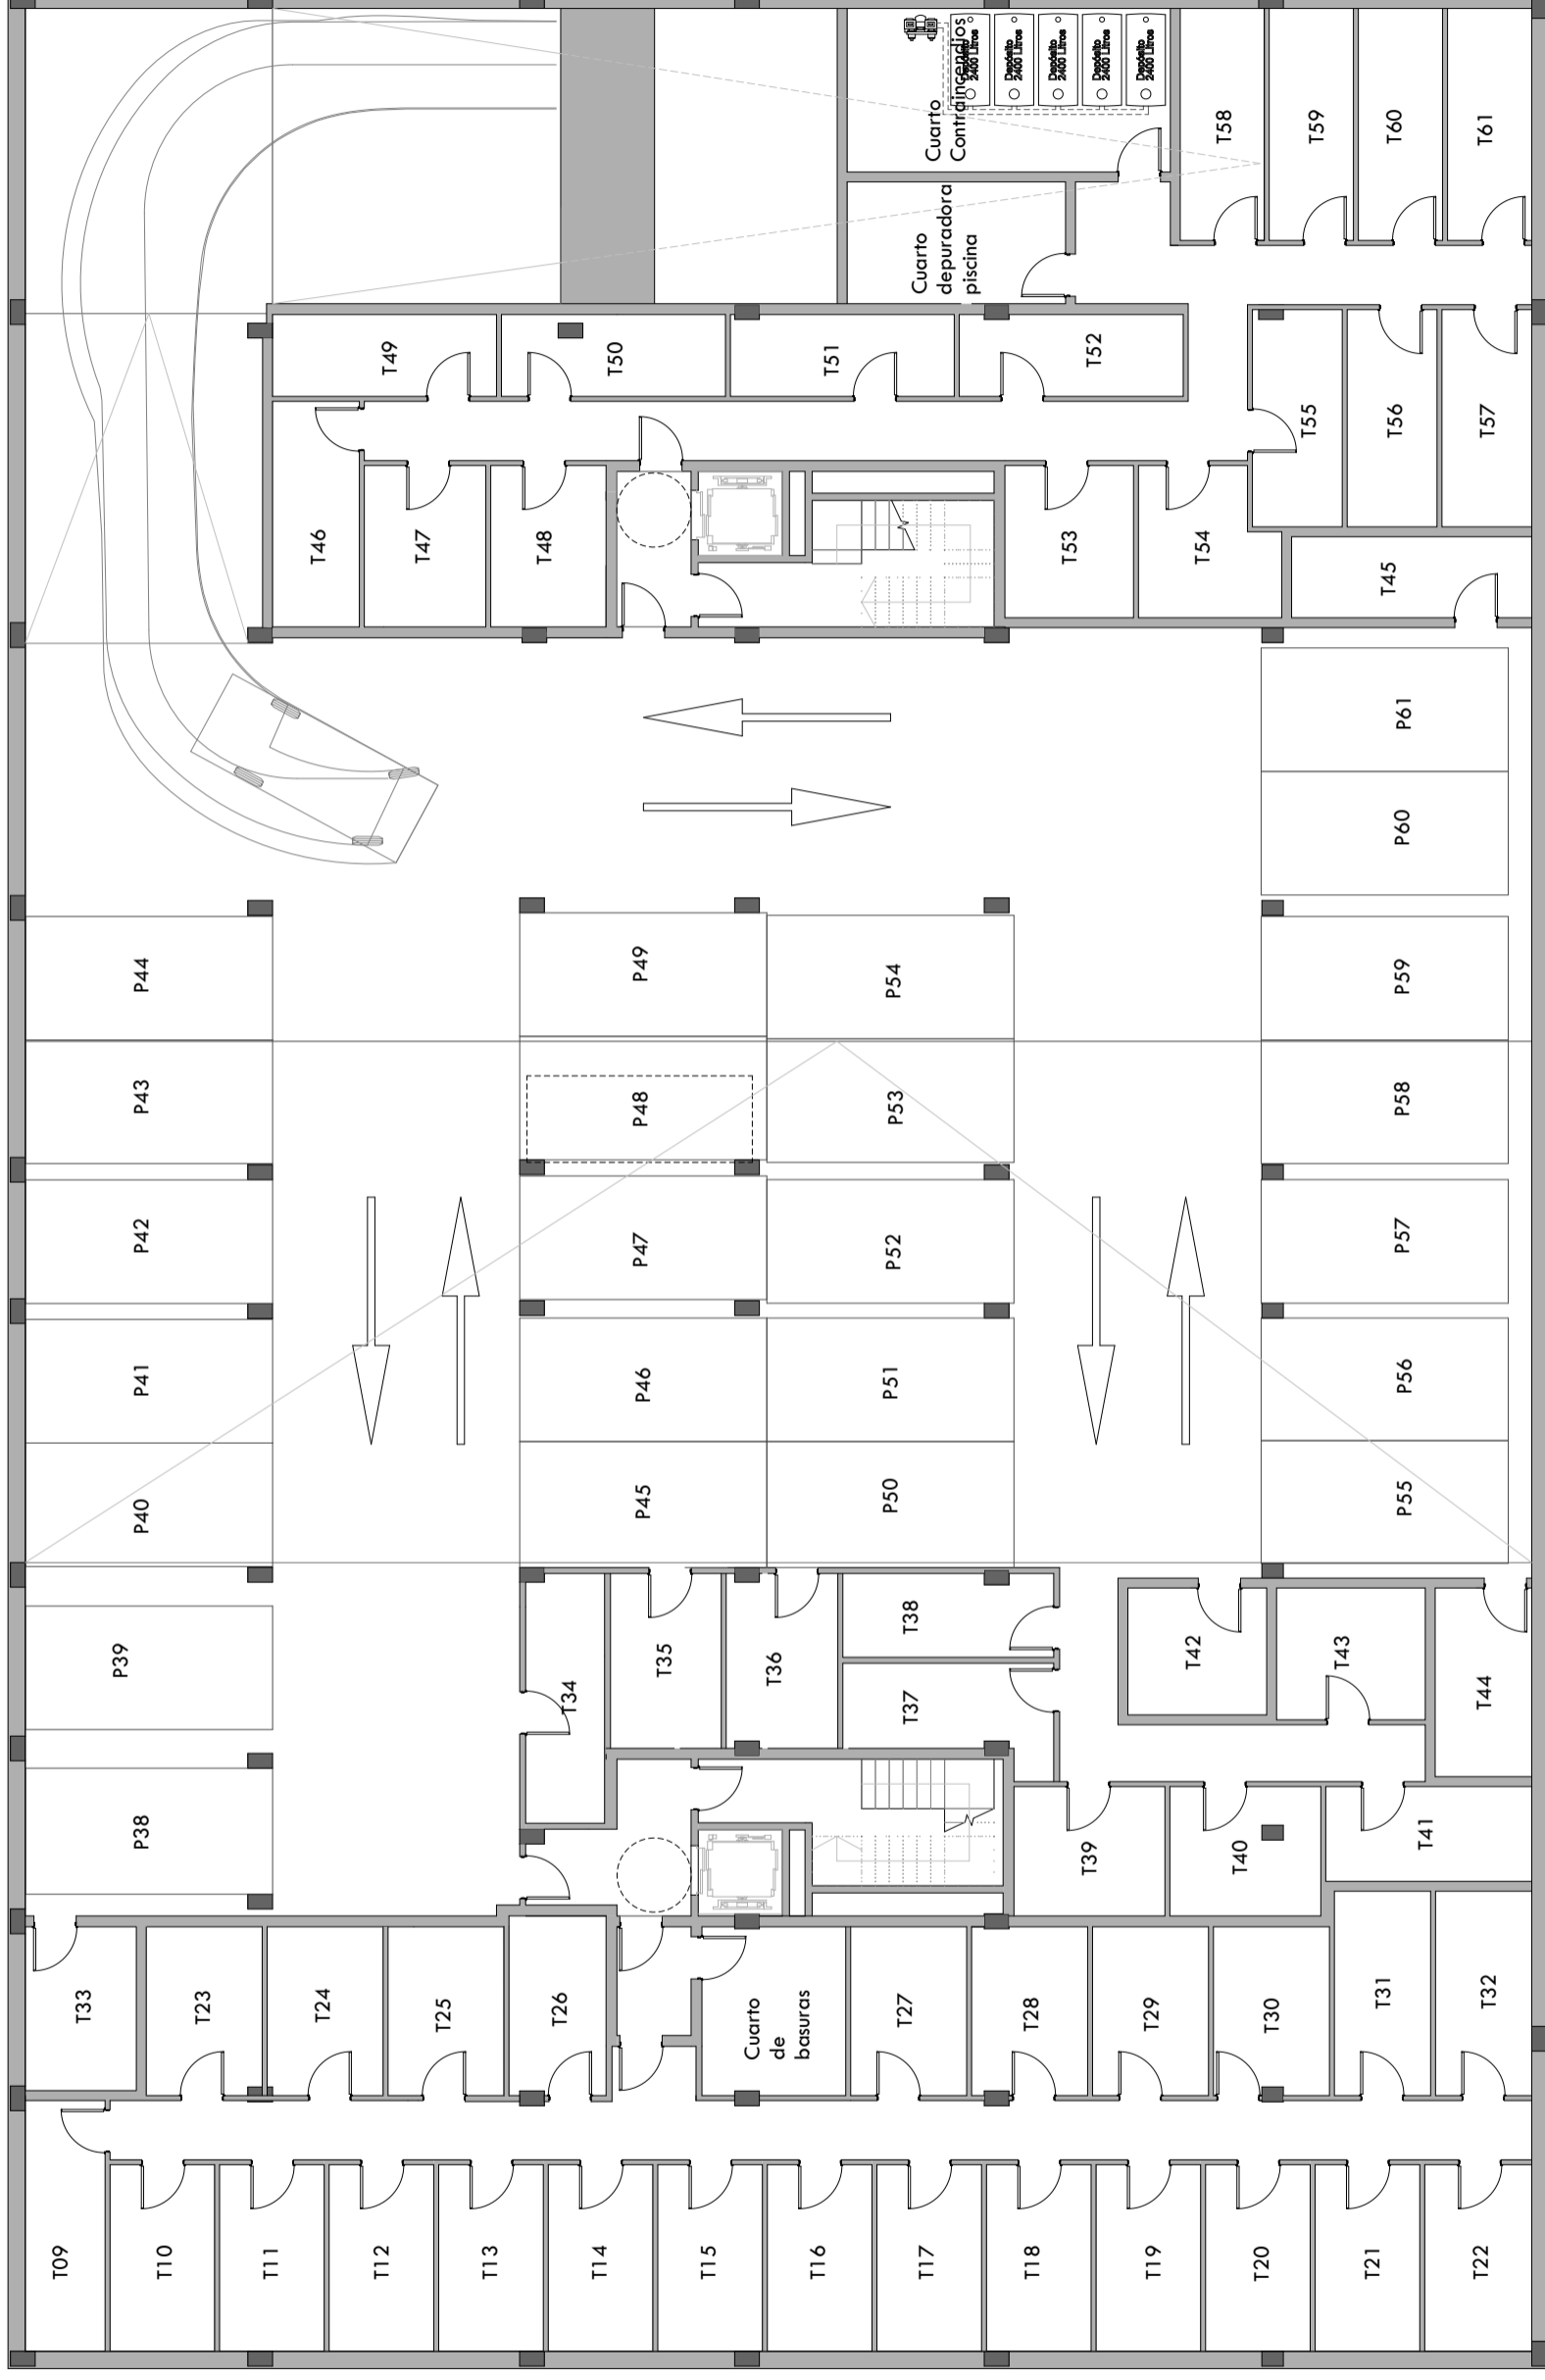 T33
T23
T24
T25
T26
Cuarto
de
basuras
T27
T28
T29
T30
T31
T32
T09
T10
T11
T12
T13
T14
T15
T16
T17
T18
T19
T20
T21
T22
P38
P39
T34
T35
T36
T37
T38
T39
T40
T41
T42
T43
T44
P40
P41
P42
P43
P44
P45
P46
P47
P48
P49
P50
P51
P52
P53
P54
P55
P56
P57
P58
P59
P60
P61
T46
T47
T48
T53
T54
T45
T49
T50
T51
T52
T55
T56
T57
Cuarto
depuradora
piscina
Cuarto
Contraincendios
Depósito
2400 Litros
Depósito
2400 Litros
Depósito
2400 Litros
Depósito
2400 Litros
Depósito
2400 Litros
T58
T59
T60
T61